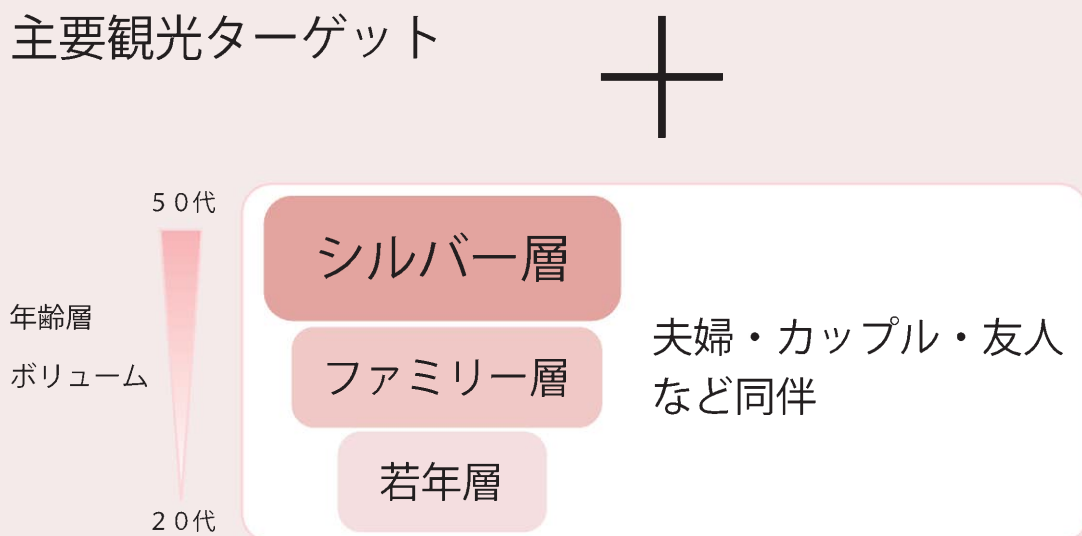 主要観光ターゲット
５０代
シルバー層
年齢層
ボリューム
ファミリー層
夫婦・カップル・友人
など同伴
若年層
２０代